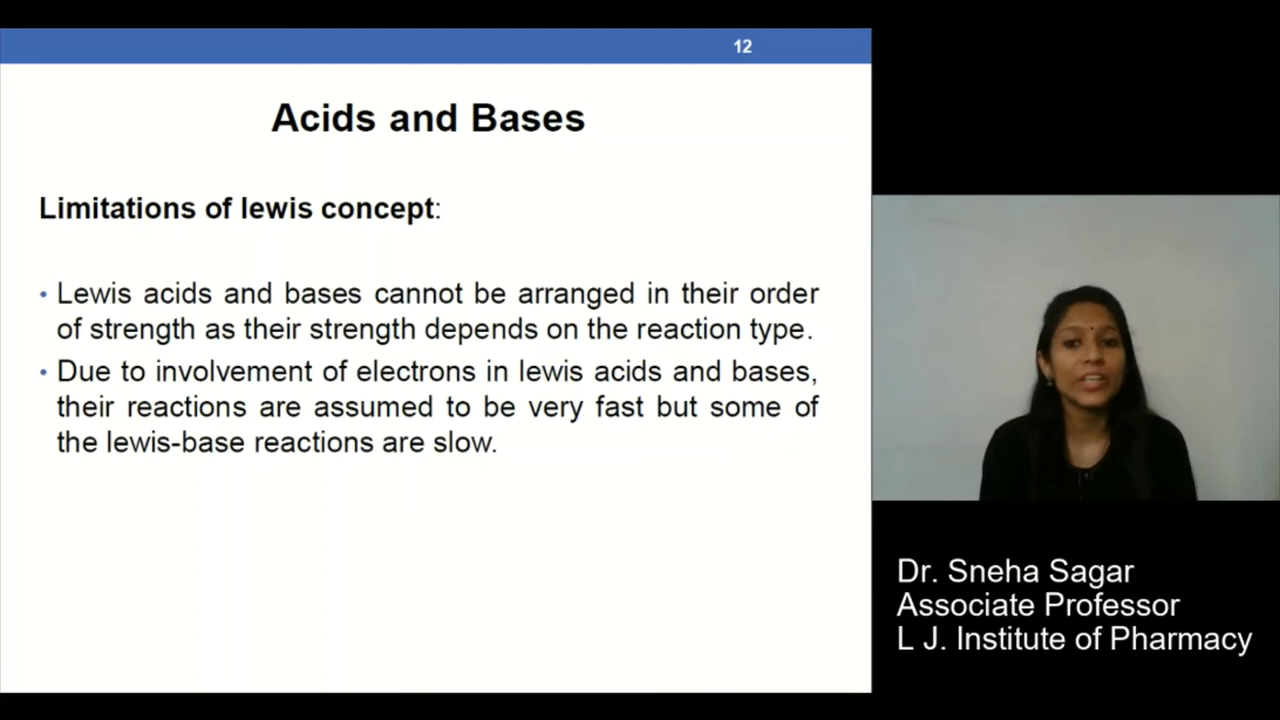 12
Acids and Bases
Limitations of lewis concept:
• Lewis acids and bases cannot be arranged in their order
of strength as their strength depends on the reaction type.
• Due to involvement of electrons in lewis acids and bases,
their reactions are assumed to be very fast but some of
the lewis-base reactions are slow.
Dr. Sneha Sagar
Associate Professor
L J. Institute of Pharmacy